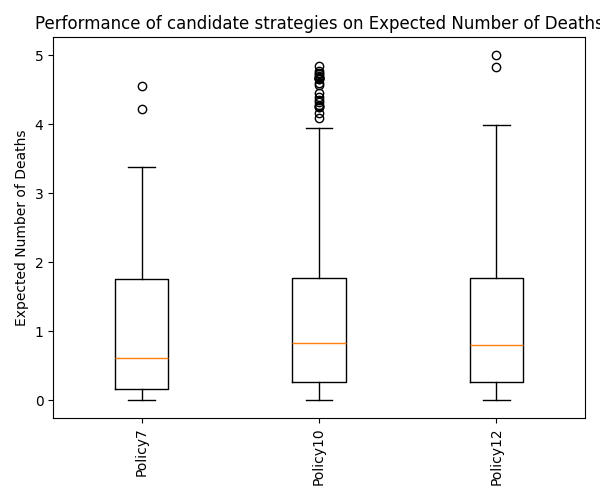 Performance of candidate strategies on Expected Number of Deaths
Expected Number of Deaths
5
4
3
2
1
0
Policy7
Policy10
Policy12